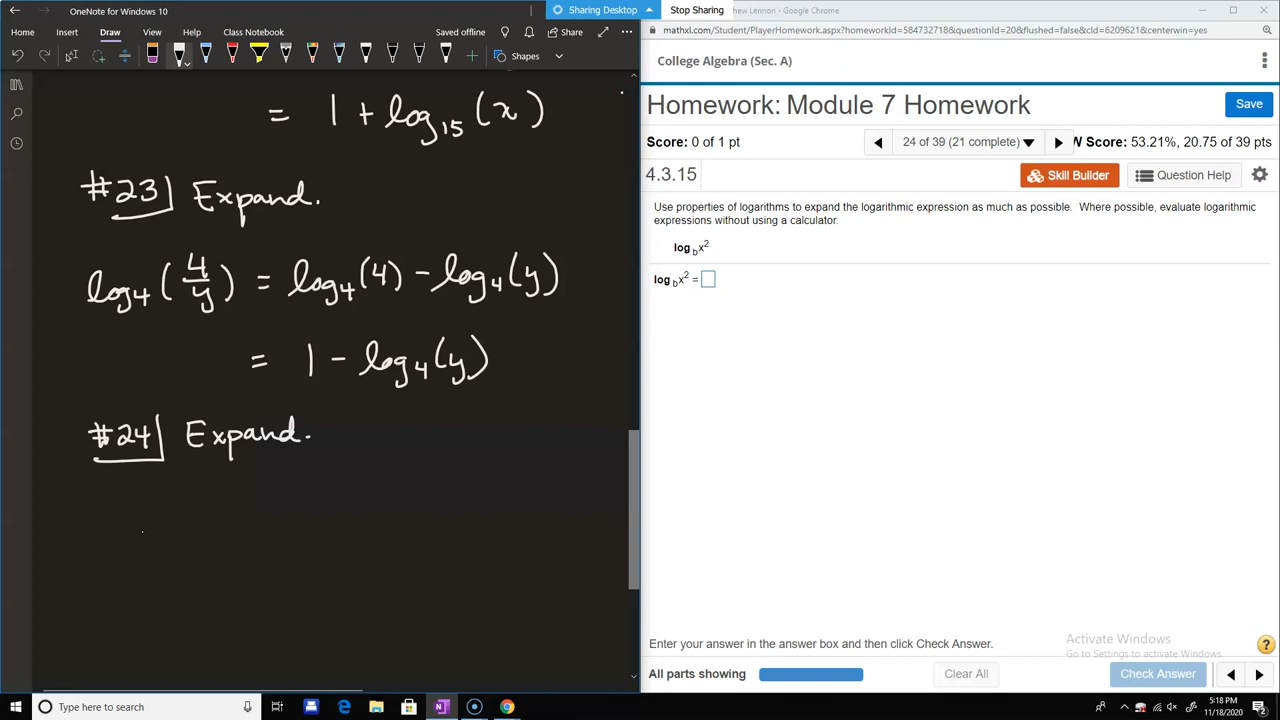 OneNote for Windows 10
Sharing Desktop
Stop Sharing
hew Lennon - Google Chrome
Home Insert Draw View Help Class Notebook Saved offline Share
Shapes
mathxl.com/Student/PlayerHomework.aspx?homeworkId=584732718&questionId=20&flushed=false&cId=6209621&centerwin=yes
College Algebra (Sec. A)
= 1 + log₁₅ (x)
#23 Expand.
log₄ (4/y) = log₄(4) - log₄(y)
= 1 - log₄(y)
#24 Expand.
Homework: Module 7 Homework
Save
Score: 0 of 1 pt
24 of 39 (21 complete)
W Score: 53.21%, 20.75 of 39 pts
4.3.15
Skill Builder
Question Help
Use properties of logarithms to expand the logarithmic expression as much as possible. Where possible, evaluate logarithmic
expressions without using a calculator.
log b x²
log b x² =
Enter your answer in the answer box and then click Check Answer.
Activate Windows
Go to Settings to activate Windows.
?
All parts showing
Clear All
Check Answer
Type here to search
5:18 PM
11/18/2020
2